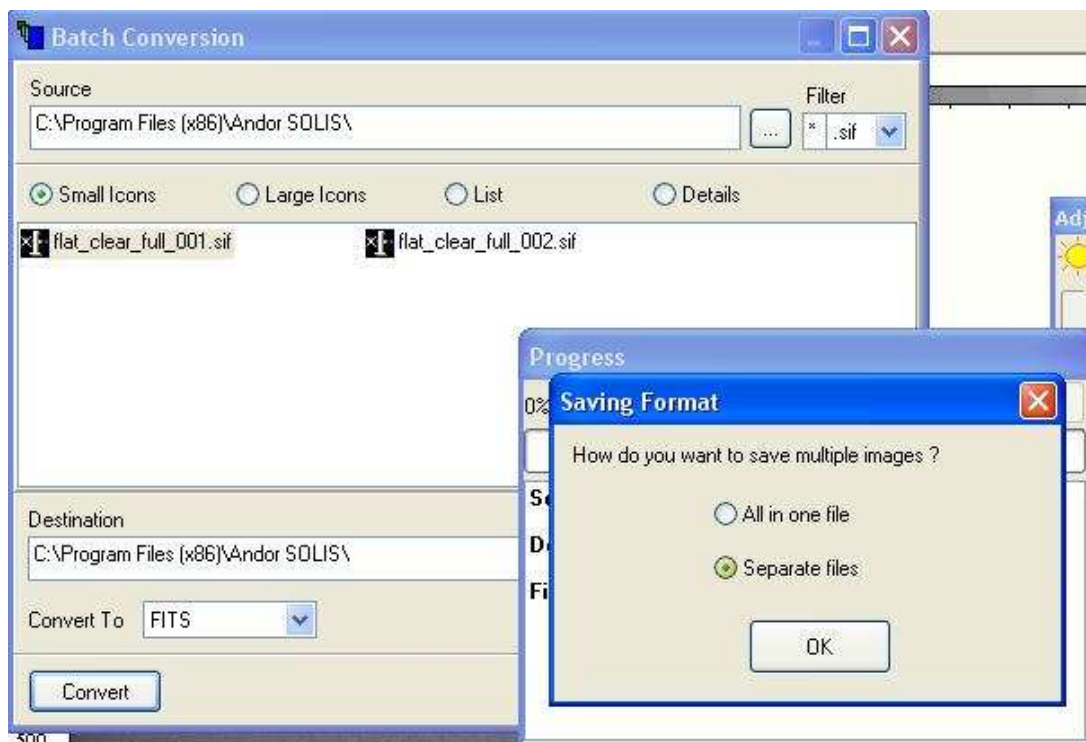 Batch Conversion
Source
Filter
C:\Program Files (x86)\Andor SOLIS\
...
* .sif
Small Icons Large Icons List Details
flat_clear_full_001.sif flat_clear_full_002.sif
Adj
Progress
0%
Saving Format
How do you want to save multiple images ?
All in one file
Separate files
OK
Destination
C:\Program Files (x86)\Andor SOLIS\
Convert To FITS
Convert